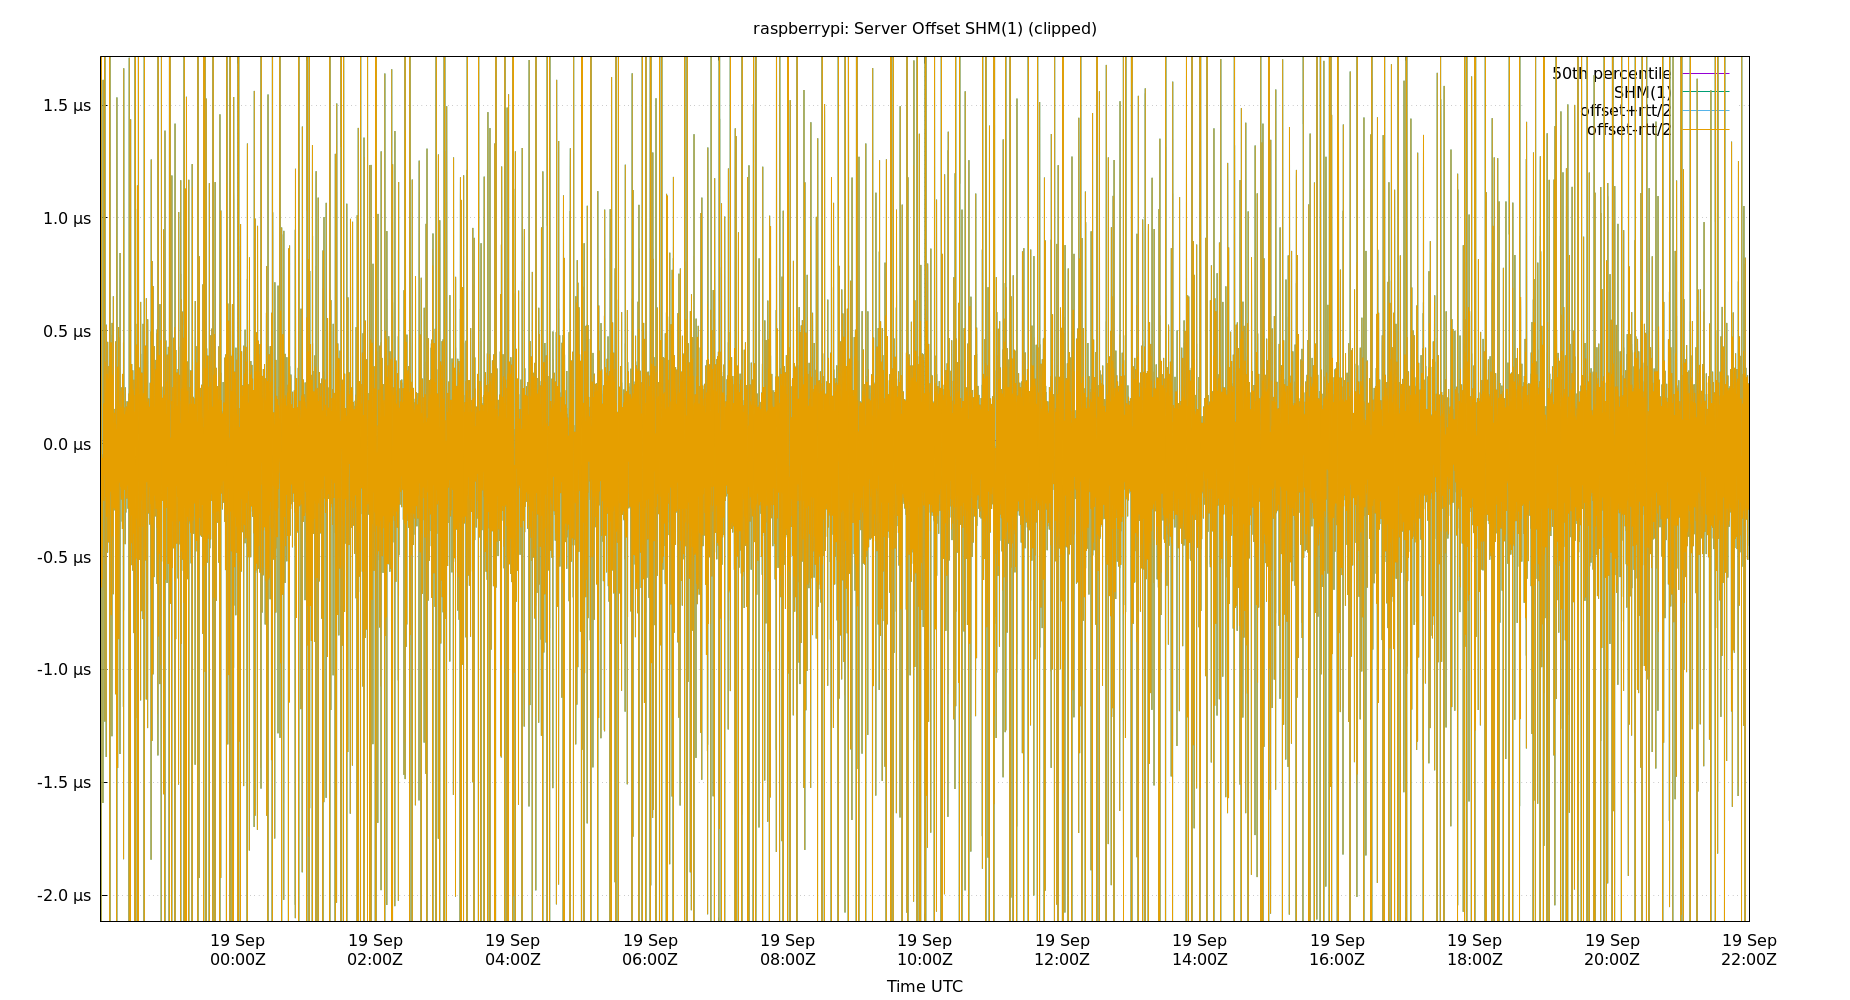 raspberrypi: Server Offset SHM(1) (clipped)
50th percentile
SHM(1)
offset+rtt/2
offset-rtt/2
1.5 µs
1.0 µs
0.5 µs
0.0 µs
-0.5 µs
-1.0 µs
-1.5 µs
-2.0 µs
19 Sep 19 Sep 19 Sep 19 Sep 19 Sep 19 Sep 19 Sep 19 Sep 19 Sep 19 Sep 19 Sep 19 Sep
00:00Z 02:00Z 04:00Z 06:00Z 08:00Z 10:00Z 12:00Z 14:00Z 16:00Z 18:00Z 20:00Z 22:00Z
Time UTC